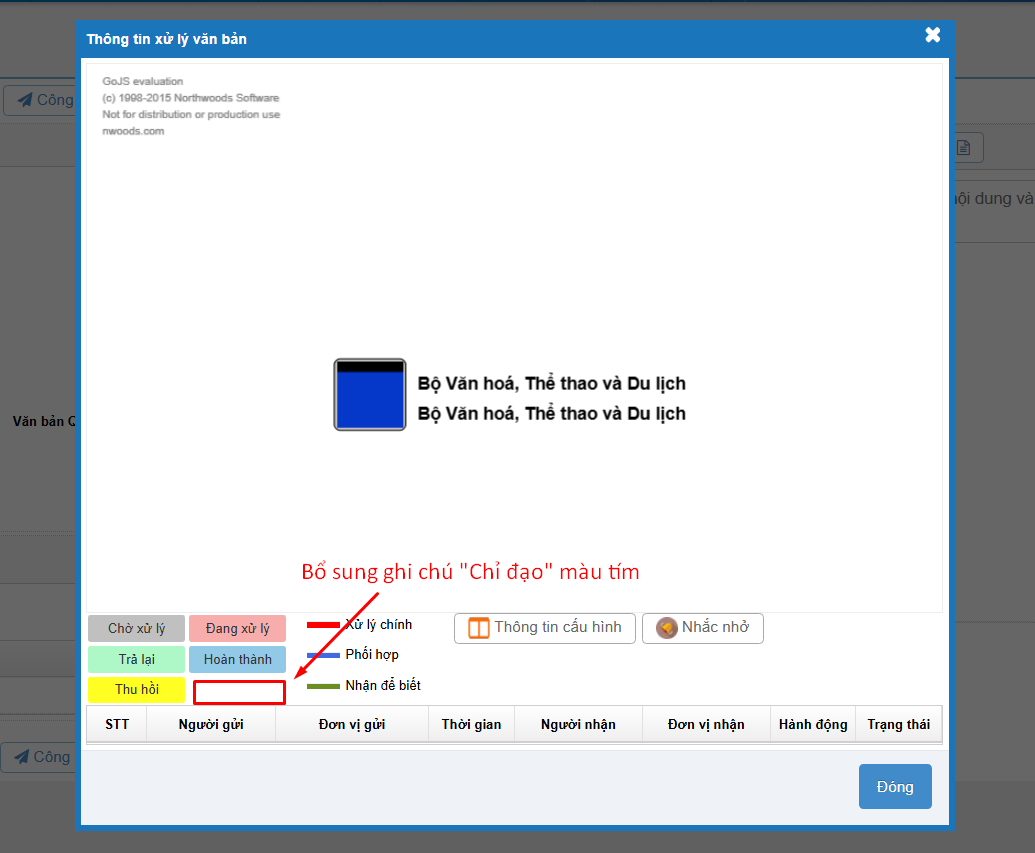 Thông tin xử lý văn bản
GoJS evaluation
(c) 1998-2015 Northwoods Software
Not for distribution or production use
nwoods.com
Công
nội dung và
Bộ Văn hoá, Thể thao và Du lịch
Bộ Văn hoá, Thể thao và Du lịch
Văn bản Q
Bổ sung ghi chú "Chỉ đạo" màu tím
Chờ xử lý
Đang xử lý
Xử lý chính
Thông tin cấu hình
Nhắc nhở
Trả lại
Hoàn thành
Phối hợp
Thu hồi
Nhận để biết
STT Người gửi Đơn vị gửi Thời gian Người nhận Đơn vị nhận Hành động Trạng thái
Công
Đóng